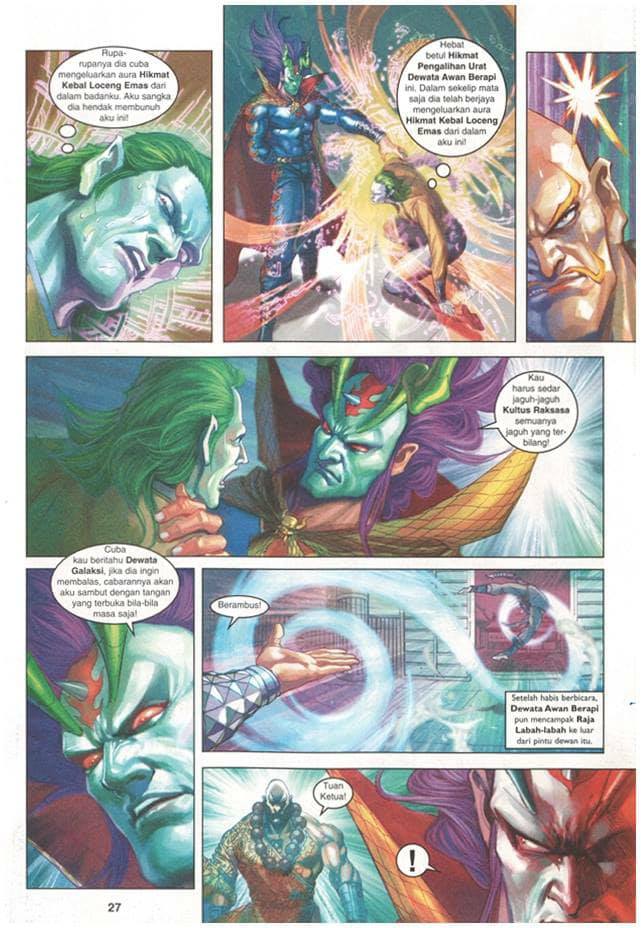 Rupa-
rupanya dia cuba
mengeluarkan aura Hikmat
Kebal Loceng Emas dari
dalam badanku. Aku sangka
dia hendak membunuh
aku ini!
Hebat
betul Hikmat
Pengalihan Urat
Dewata Awan Berapi
ini. Dalam sekelip mata
saja dia telah berjaya
mengeluarkan aura
Hikmat Kebal Loceng
Emas dari dalam
aku ini!
Kau
harus sedar
jaguh-jaguh
Kultus Raksasa
semuanya
jaguh yang ter-
bilang!
Cuba
kau beritahu Dewata
Galaksi, jika dia ingin
membalas, cabarannya akan
aku sambut dengan tangan
yang terbuka bila-bila
masa saja!
Berambus!
Setelah habis berbicara,
Dewata Awan Berapi
pun mencampak Raja
Labah-labah ke luar
dari pintu dewan itu.
Tuan
Ketua!
!
27